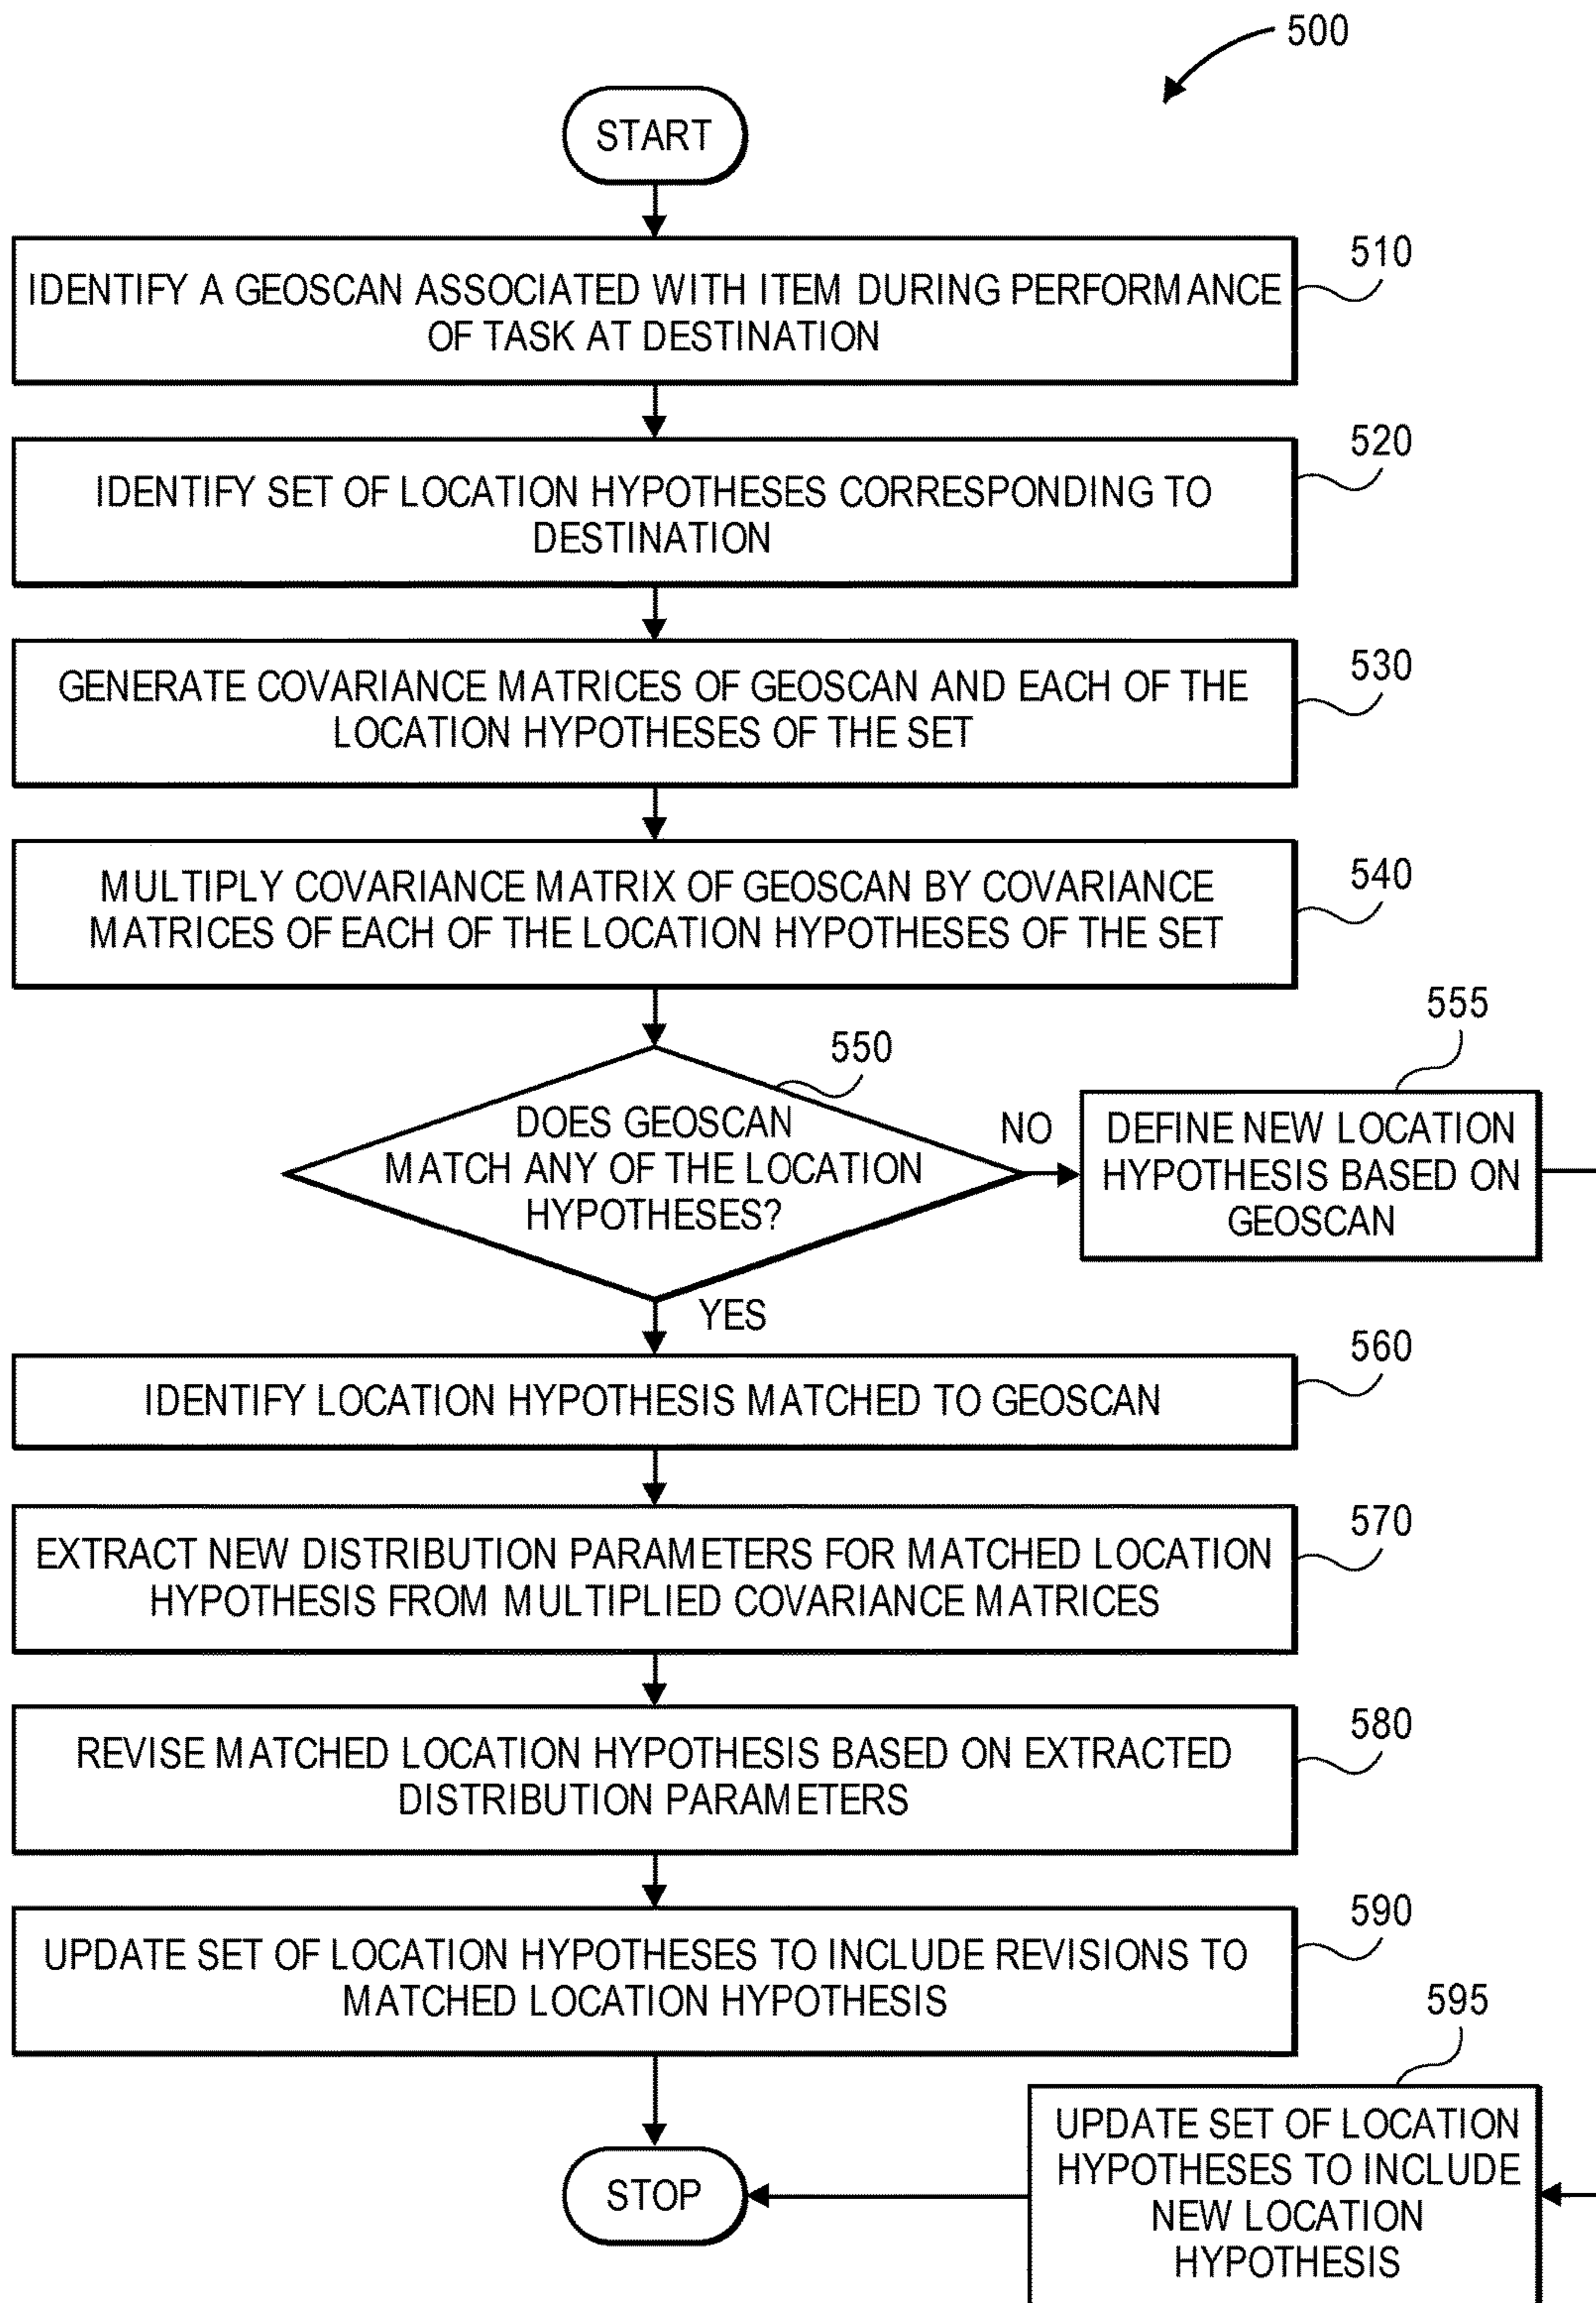 500
START
IDENTIFY A GEOSCAN ASSOCIATED WITH ITEM DURING PERFORMANCE
OF TASK AT DESTINATION
510
IDENTIFY SET OF LOCATION HYPOTHESES CORRESPONDING TO
DESTINATION
520
GENERATE COVARIANCE MATRICES OF GEOSCAN AND EACH OF THE
LOCATION HYPOTHESES OF THE SET
530
MULTIPLY COVARIANCE MATRIX OF GEOSCAN BY COVARIANCE
MATRICES OF EACH OF THE LOCATION HYPOTHESES OF THE SET
540
DOES GEOSCAN
MATCH ANY OF THE LOCATION
HYPOTHESES?
550
NO
DEFINE NEW LOCATION
HYPOTHESIS BASED ON
GEOSCAN
555
YES
IDENTIFY LOCATION HYPOTHESIS MATCHED TO GEOSCAN
560
EXTRACT NEW DISTRIBUTION PARAMETERS FOR MATCHED LOCATION
HYPOTHESIS FROM MULTIPLIED COVARIANCE MATRICES
570
REVISE MATCHED LOCATION HYPOTHESIS BASED ON EXTRACTED
DISTRIBUTION PARAMETERS
580
UPDATE SET OF LOCATION HYPOTHESES TO INCLUDE REVISIONS TO
MATCHED LOCATION HYPOTHESIS
590
595
UPDATE SET OF LOCATION
HYPOTHESES TO INCLUDE
NEW LOCATION
HYPOTHESIS
STOP